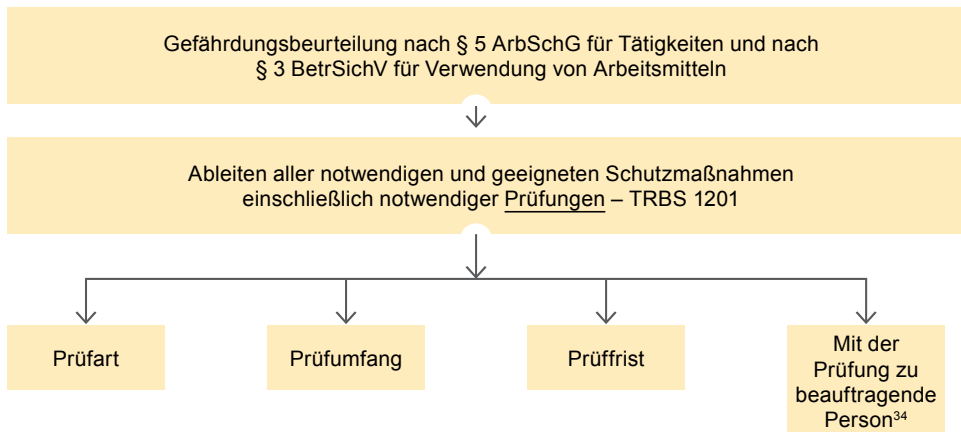 Gefährdungsbeurteilung nach § 5 ArbSchG für Tätigkeiten und nach
§ 3 BetrSichV für Verwendung von Arbeitsmitteln
Ableiten aller notwendigen und geeigneten Schutzmaßnahmen
einschließlich notwendiger Prüfungen – TRBS 1201
Prüfart
Prüfumfang
Prüffrist
Mit der
Prüfung zu
beauftragende
Person³⁴